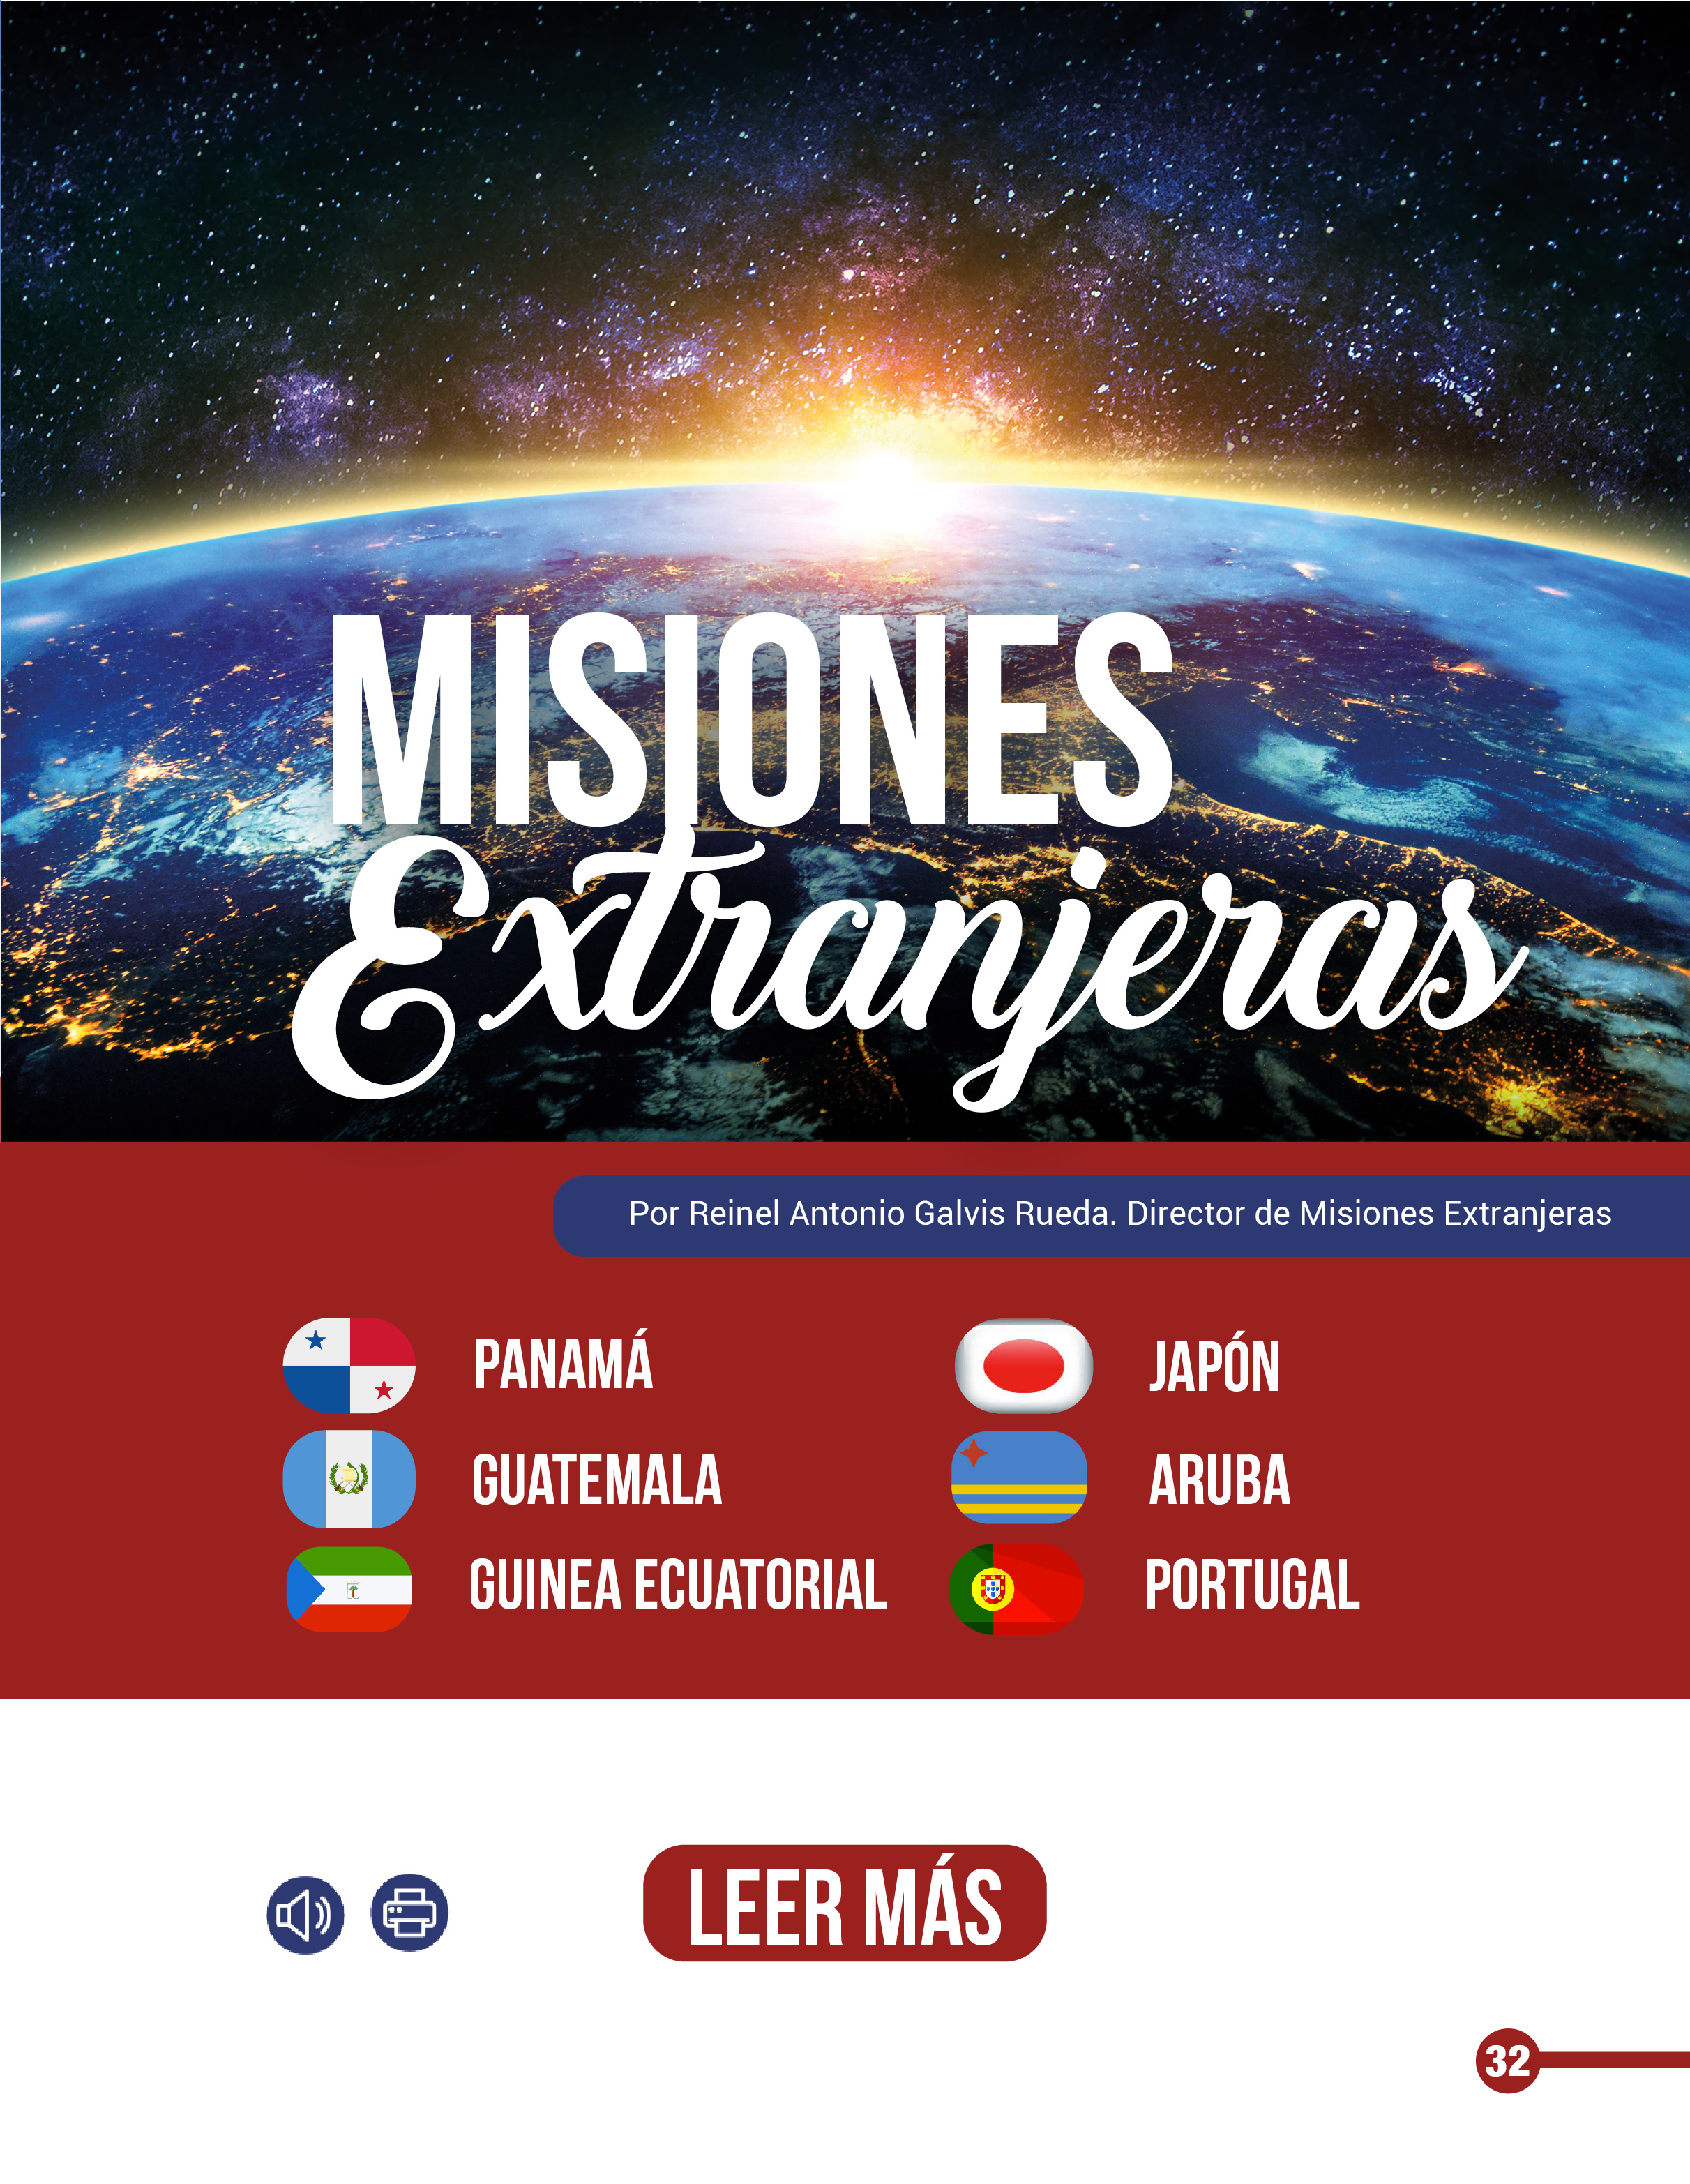 MISIONES
Extranjeras
Por Reinel Antonio Galvis Rueda. Director de Misiones Extranjeras
PANAMÁ
JAPÓN
GUATEMALA
ARUBA
GUINEA ECUATORIAL
PORTUGAL
LEER MÁS
32